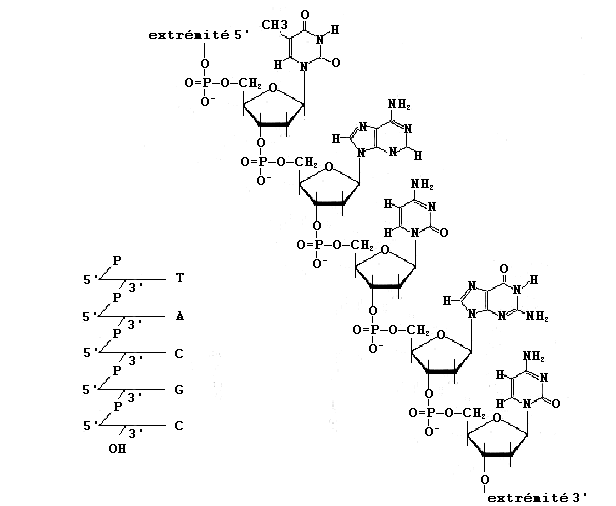 O
CH3
H
extrémité 5'
N
O
H
N
O
O=P-O-CH₂
O
O⁻
NH₂
O
N
N
H
O=P-O-CH₂
N
N
H
O
O⁻
NH₂
H
N
O
H
N
O
O=P-O-CH₂
O
O⁻
O
N
N-H
H
N
N
NH₂
O
O=P-O-CH₂
O
O⁻
NH₂
H
N
O
H
N
O
O=P-O-CH₂
O
O⁻
O
extrémité 3'
P
5'
3'
T
P
5'
3'
A
P
5'
3'
C
P
5'
3'
G
P
5'
3'
C
OH